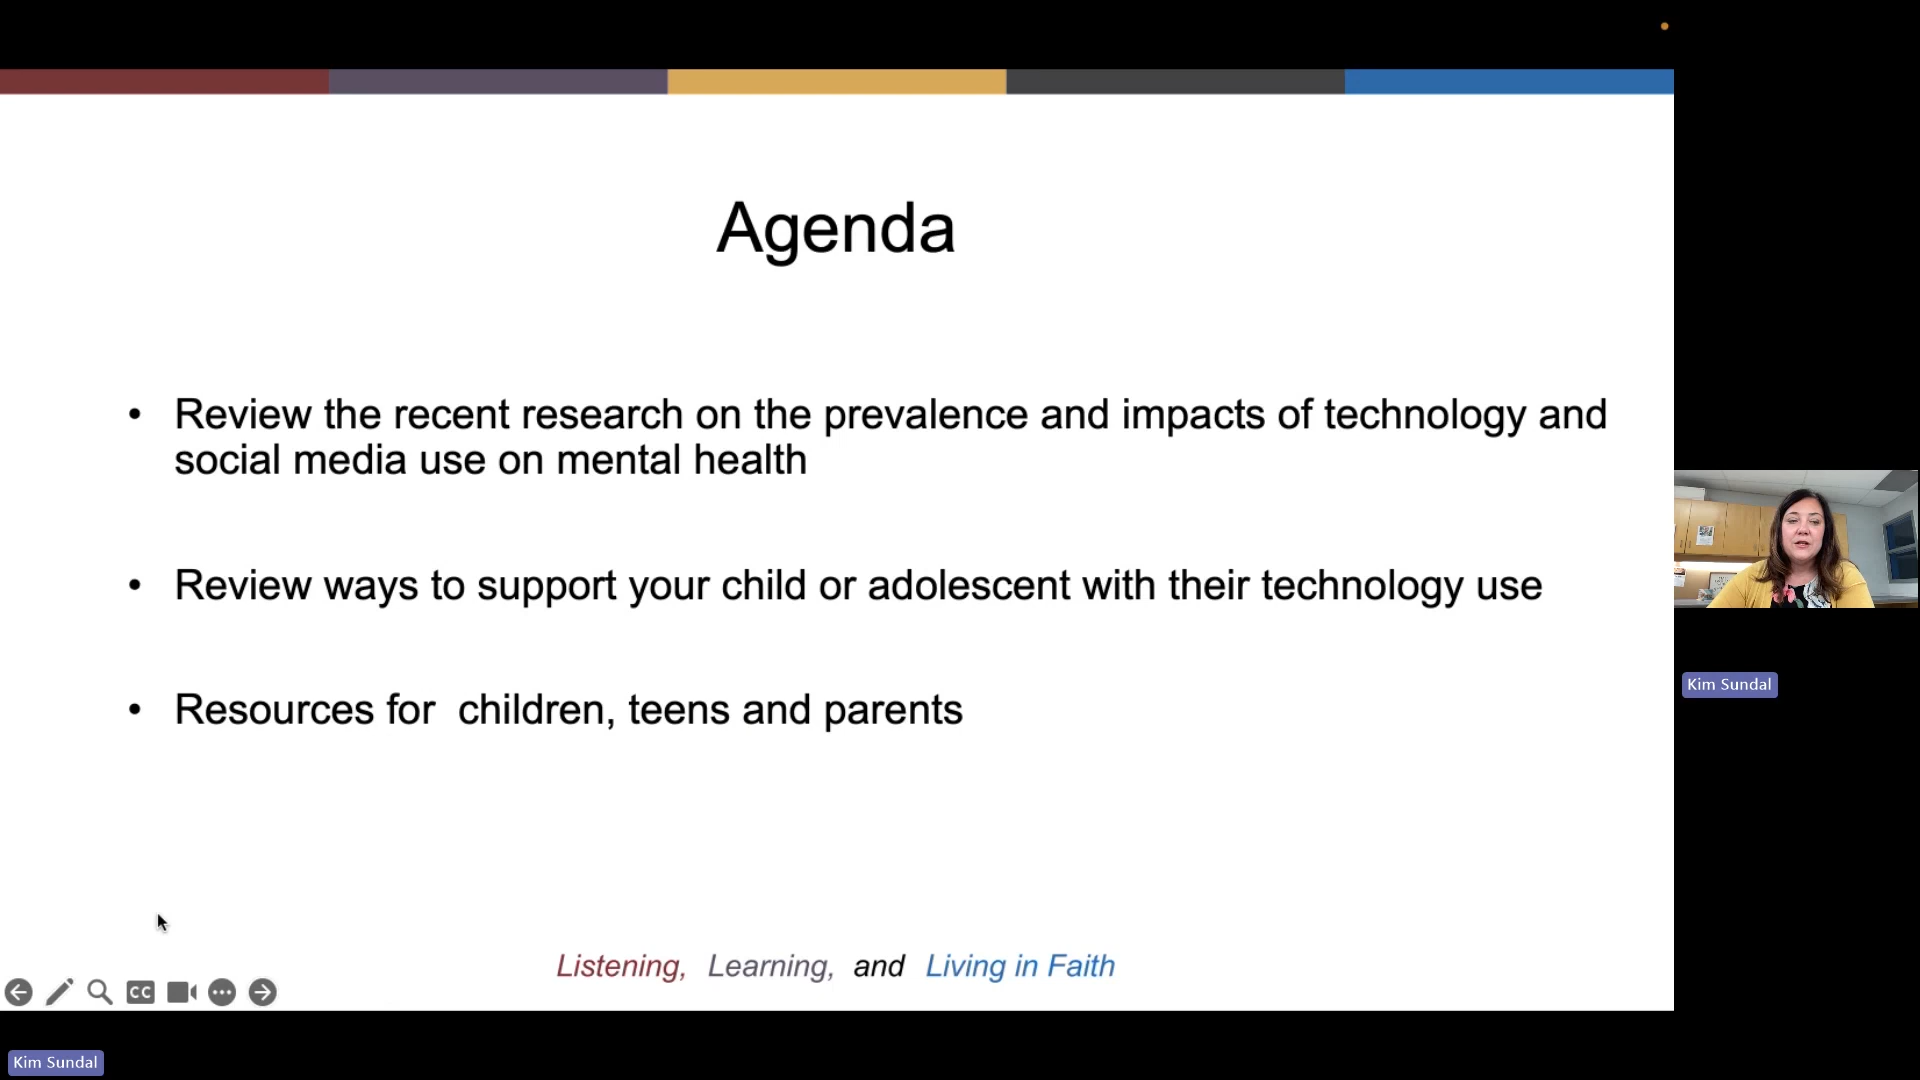 Agenda
• Review the recent research on the prevalence and impacts of technology and
social media use on mental health
• Review ways to support your child or adolescent with their technology use
• Resources for  children, teens and parents
Listening, Learning, and Living in Faith
CC
Kim Sundal
Kim Sundal